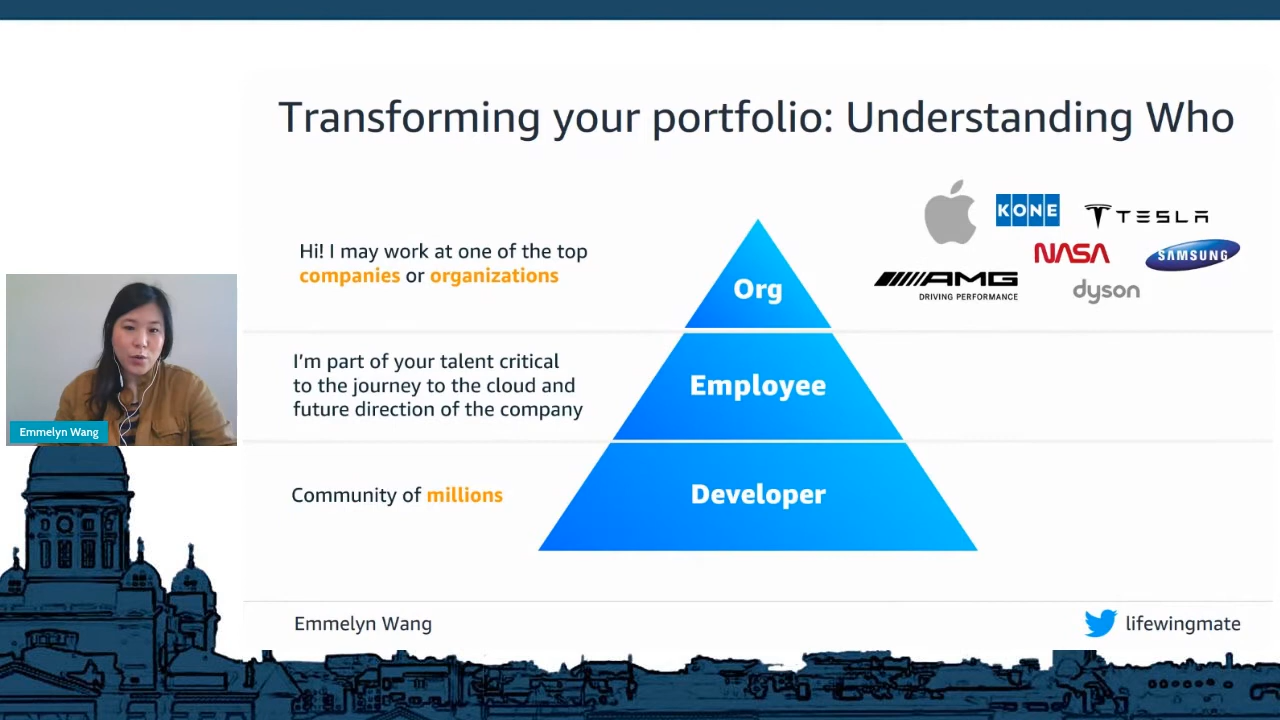 Transforming your portfolio: Understanding Who
Hi! I may work at one of the top
companies or organizations
Org
KONE
TESLA
NASA
SAMSUNG
AMG
DRIVING PERFORMANCE
dyson
I'm part of your talent critical
to the journey to the cloud and
future direction of the company
Employee
Community of millions
Developer
Emmelyn Wang
Emmelyn Wang
lifewingmate